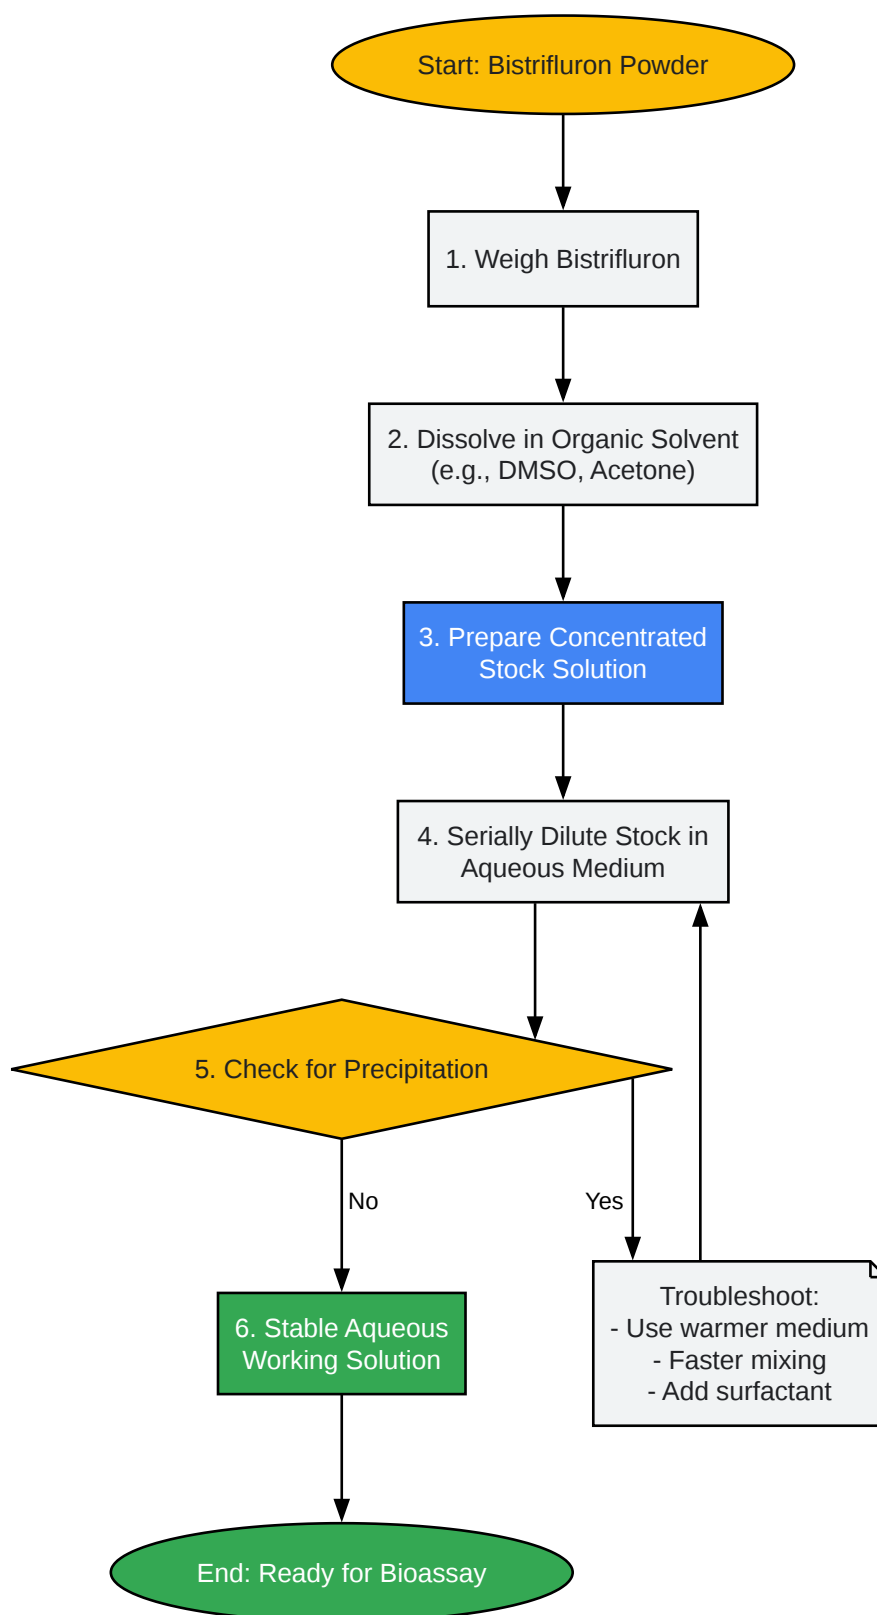 Start: Bistrifluron Powder
1. Weigh Bistrifluron
2. Dissolve in Organic Solvent
(e.g., DMSO, Acetone)
3. Prepare Concentrated
Stock Solution
4. Serially Dilute Stock in
Aqueous Medium
5. Check for Precipitation
No
Yes
6. Stable Aqueous
Working Solution
Troubleshoot:
- Use warmer medium
- Faster mixing
- Add surfactant
End: Ready for Bioassay